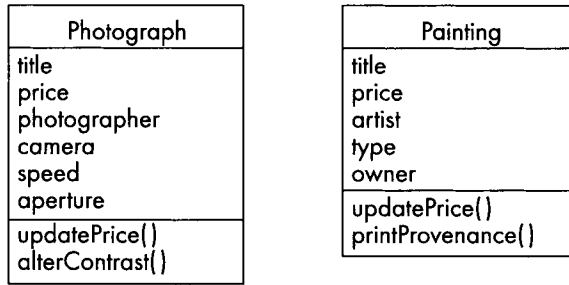 Photograph
title
price
photographer
camera
speed
aperture
updatePrice()
alterContrast()
Painting
title
price
artist
type
owner
updatePrice()
printProvenance()